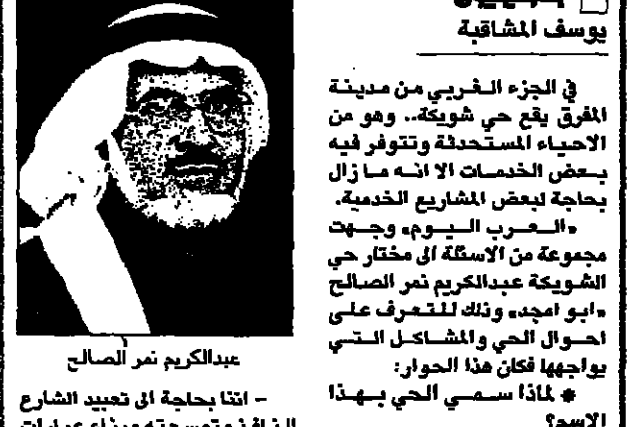 يوسف المشاقبة
في الجزء الغربي من مدينة
المفرق يقع حي شويكة.. وهو من
الاحياء المستحدثة وتتوفر فيه
بعض الخدمات الا انه ما زال
بحاجة لبعض المشاريع الخدمية.
«العرب اليوم» وجهت
مجموعة من الاسئلة الى مختار حي
الشويكة عبدالكريم نمر الصالح
«ابو امجد» وذلك للتعرف على
احوال الحي والمشاكل التي
يواجهها فكان هذا الحوار:
* لماذا سمي الحي بهذا
الاسم؟
عبدالكريم نمر الصالح
- اننا بحاجة الى تعبيد الشارع